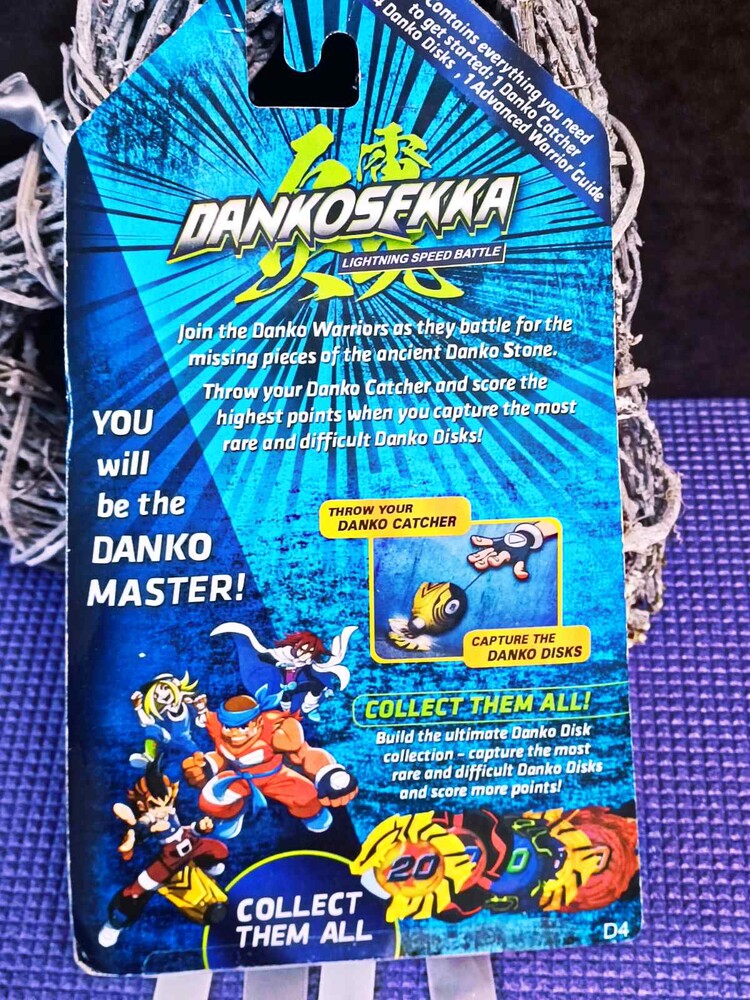 Contains everything you need
to get started: 1 Danko Catcher,
4 Danko Disks, 1 Advanced Warrior Guide
DANKOSEKKA
LIGHTNING SPEED BATTLE
Join the Danko Warriors as they battle for the
missing pieces of the ancient Danko Stone.
Throw your Danko Catcher and score the
highest points when you capture the most
rare and difficult Danko Disks!
YOU
will
be the
DANKO
MASTER!
THROW YOUR
DANKO CATCHER
CAPTURE THE
DANKO DISKS
COLLECT THEM ALL!
Build the ultimate Danko Disk
collection – capture the most
rare and difficult Danko Disks
and score more points!
20
0
COLLECT
THEM ALL
D4